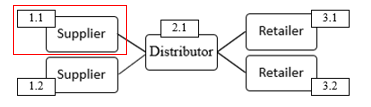 1.1
Supplier
2.1
Distributor
3.1
Retailer
1.2
Supplier
Retailer
3.2